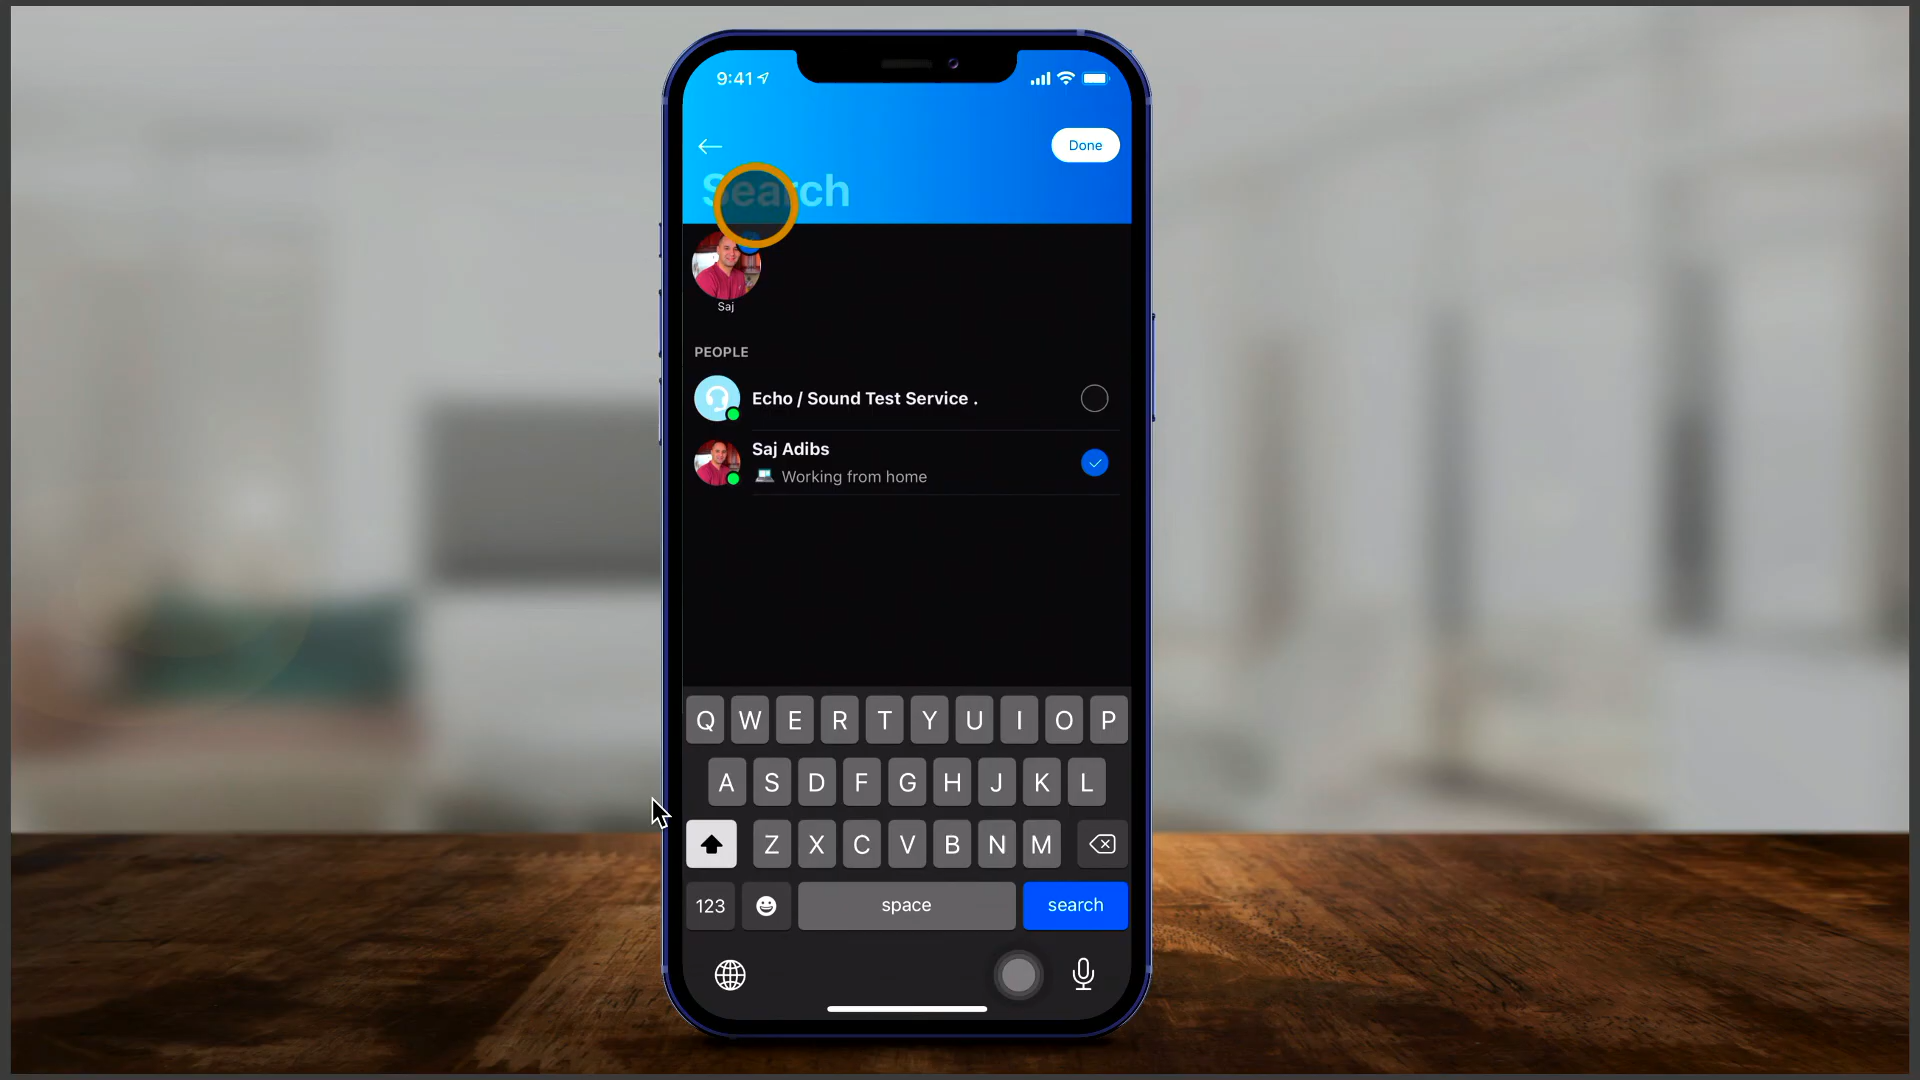 9:41
Done
Search
Saj
PEOPLE
Echo / Sound Test Service .
Saj Adibs
Working from home
Q W E R T Y U I O P
A S D F G H J K L
Z X C V B N M
123 space search